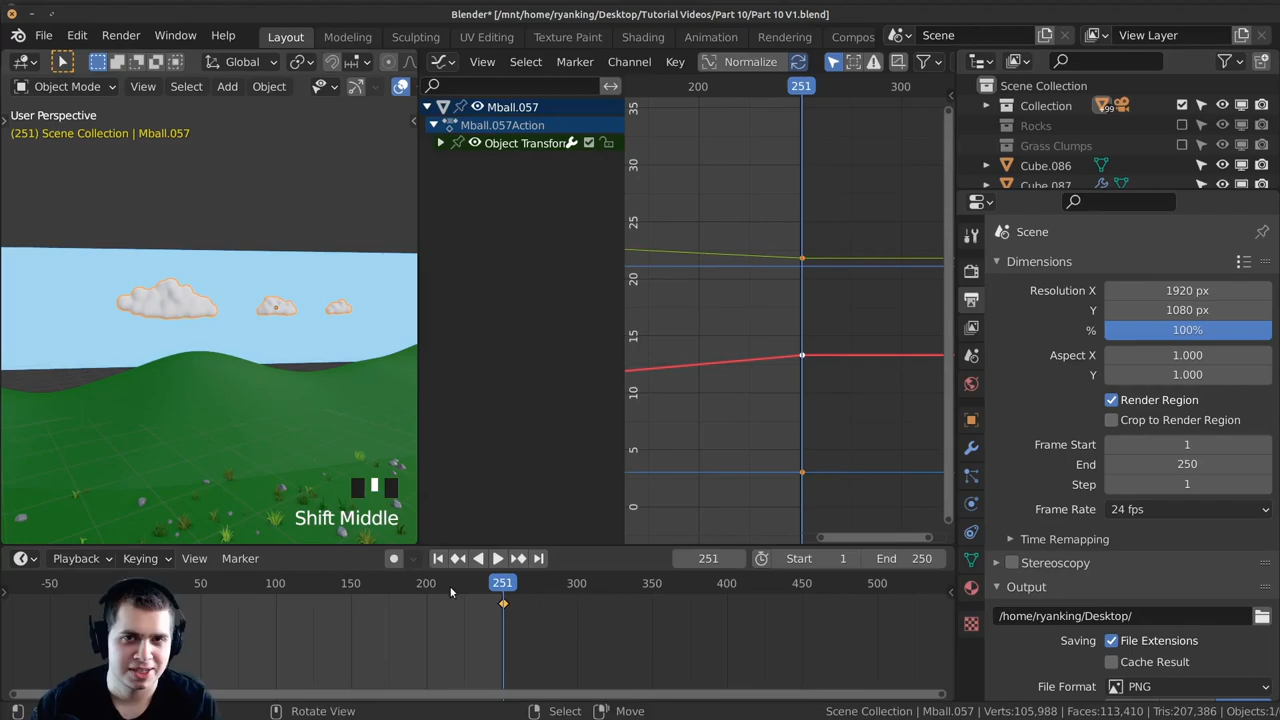 Blender* [/mnt/home/ryanking/Desktop/Tutorial Videos/Part 10/Part 10 V1.blend]
File Edit Render Window Help Layout Modeling Sculpting UV Editing Texture Paint Shading Animation Rendering Compos Scene View Layer
Global View Select Marker Channel Key Normalize
Object Mode View Select Add Object 200 251 300 Scene Collection
User Perspective
(251) Scene Collection | Mball.057
Mball.057
Mball.057Action
Object Transforr
35
30
25
20
15
10
5
0
Collection 99
Rocks
Grass Clumps
Cube.086
Cube.087
Scene
Dimensions
Resolution X 1920 px
Y 1080 px
% 100%
Aspect X 1.000
Y 1.000
Render Region
Crop to Render Region
Frame Start 1
End 250
Step 1
Frame Rate 24 fps
Time Remapping
Stereoscopy
Output
/home/ryanking/Desktop/
Saving File Extensions
Cache Result
File Format PNG
Shift Middle
Playback Keying View Marker 251 Start 1 End 250
-50 50 100 150 200 251 300 350 400 450 500
Rotate View Select Move Scene Collection | Mball.057 | Verts:105,988 | Faces:113,410 | Tris:207,386 | Objects:1/